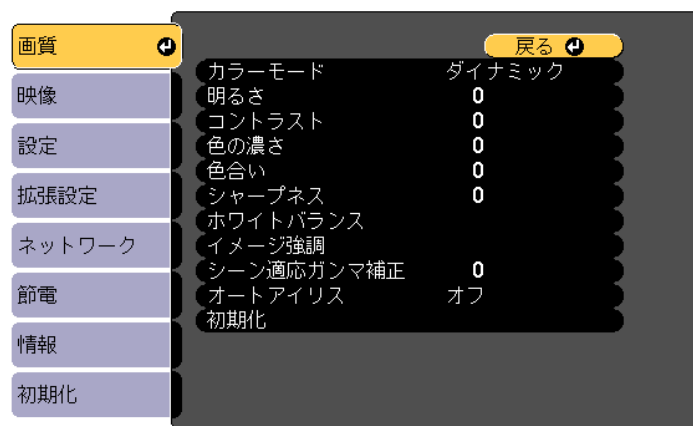 画質
映像
設定
拡張設定
ネットワーク
節電
情報
初期化
戻る
カラーモード ダイナミック
明るさ 0
コントラスト 0
色の濃さ 0
色合い 0
シャープネス 0
ホワイトバランス
イメージ強調
シーン適応ガンマ補正 0
オートアイリス オフ
初期化